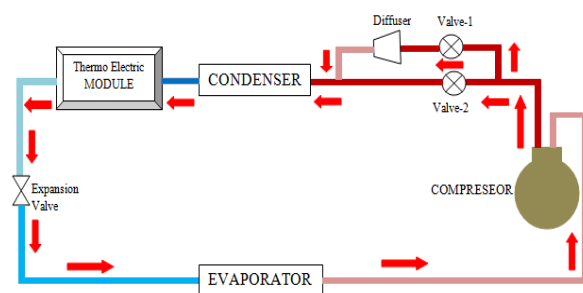 Diffuser
Valve-1
Thermo Electric
MODULE
CONDENSER
Valve-2
Expansion
Valve
COMPRESEOR
EVAPORATOR